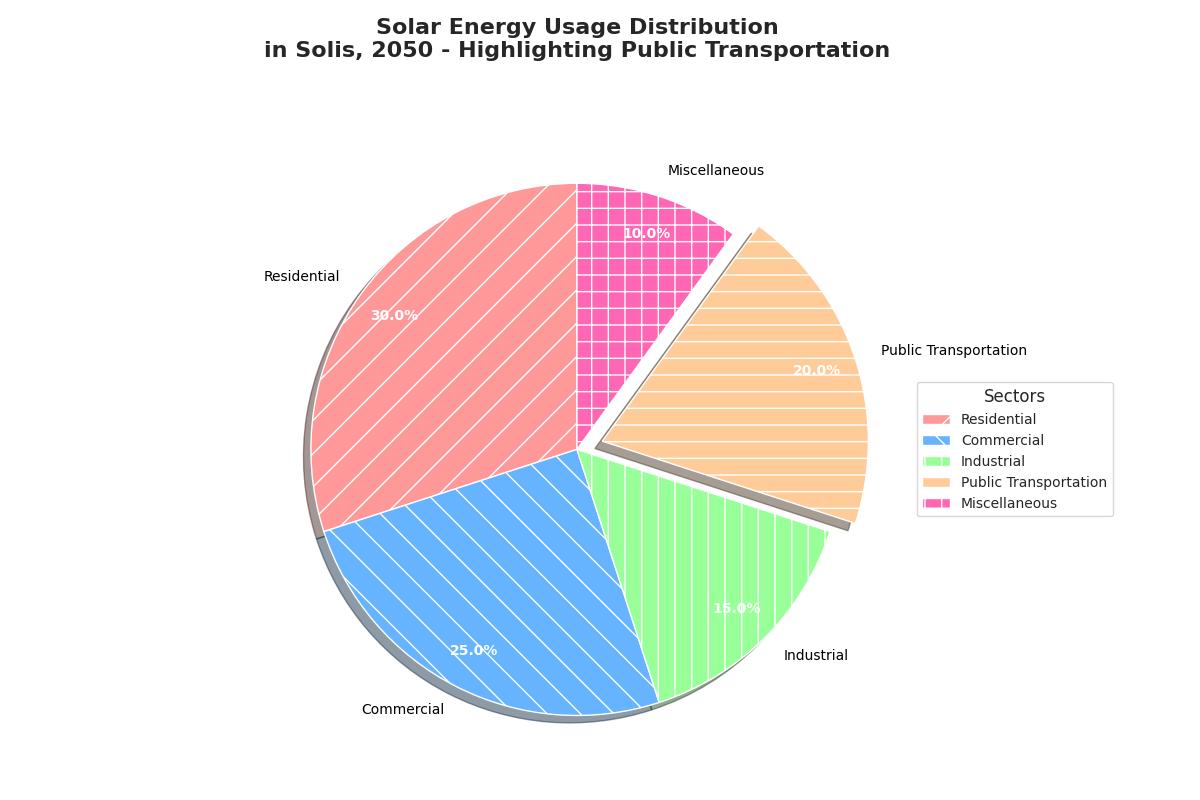 Solar Energy Usage Distribution
in Solis, 2050 - Highlighting Public Transportation
Miscellaneous
10.0%
Residential
30.0%
Public Transportation
20.0%
Sectors
Residential
Commercial
Industrial
Public Transportation
Miscellaneous
15.0%
25.0%
Industrial
Commercial